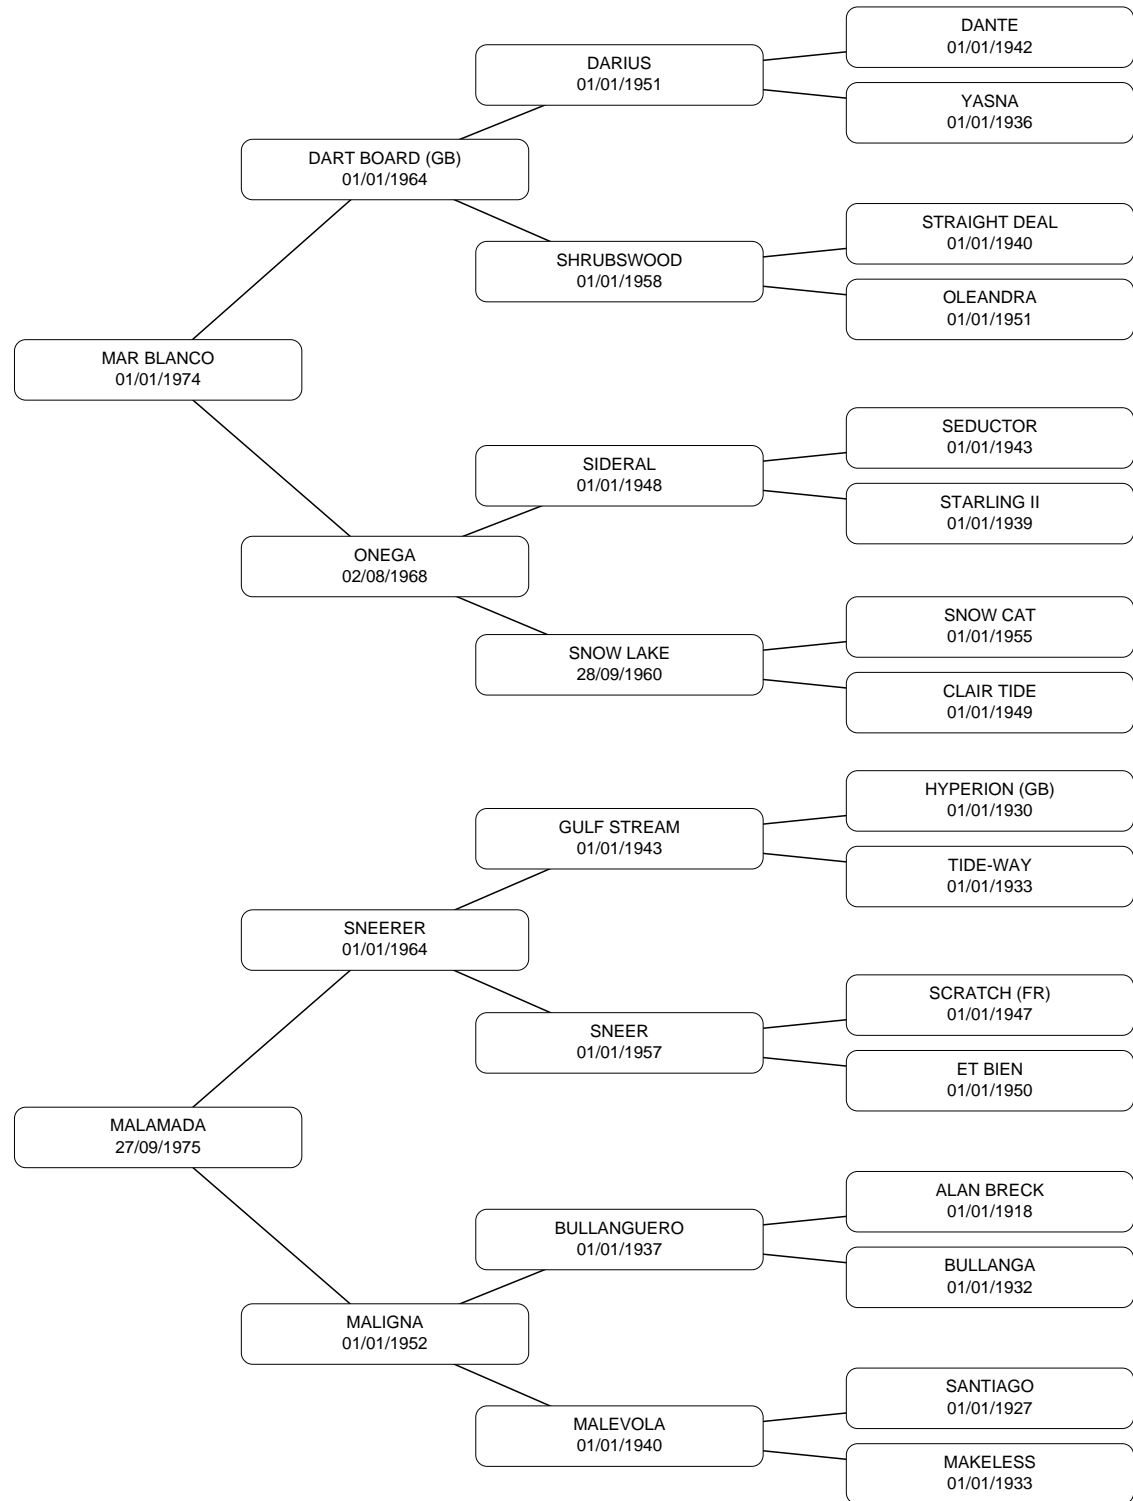 DANTE
01/01/1942
DARIUS
01/01/1951
YASNA
01/01/1936
DART BOARD (GB)
01/01/1964
STRAIGHT DEAL
01/01/1940
SHRUBSWOOD
01/01/1958
OLEANDRA
01/01/1951
MAR BLANCO
01/01/1974
SEDUCTOR
01/01/1943
SIDERAL
01/01/1948
STARLING II
01/01/1939
ONEGA
02/08/1968
SNOW CAT
01/01/1955
SNOW LAKE
28/09/1960
CLAIR TIDE
01/01/1949
HYPERION (GB)
01/01/1930
GULF STREAM
01/01/1943
TIDE-WAY
01/01/1933
SNEERER
01/01/1964
SCRATCH (FR)
01/01/1947
SNEER
01/01/1957
ET BIEN
01/01/1950
MALAMADA
27/09/1975
ALAN BRECK
01/01/1918
BULLANGUERO
01/01/1937
BULLANGA
01/01/1932
MALIGNA
01/01/1952
SANTIAGO
01/01/1927
MALEVOLA
01/01/1940
MAKELESS
01/01/1933